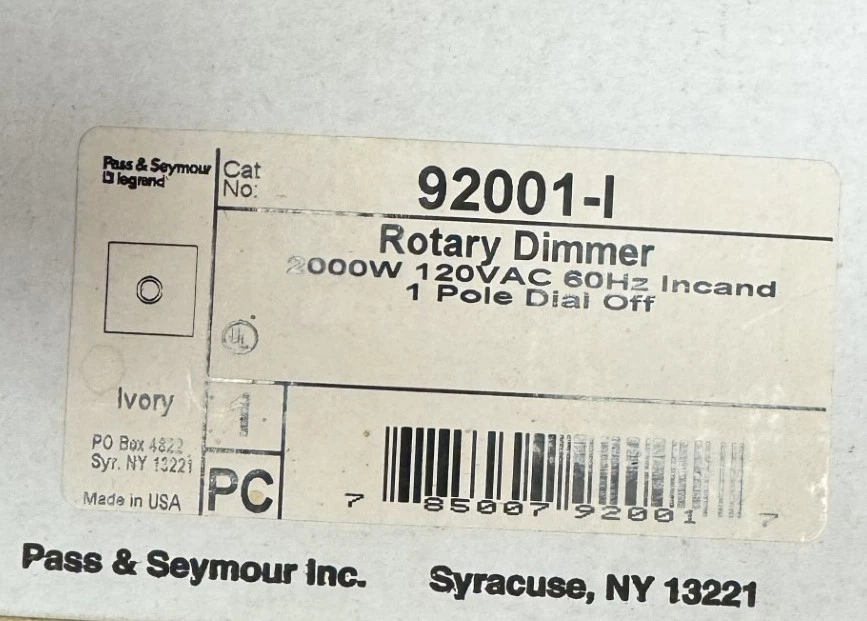 Pass & Seymour
legrand
Cat
No:
92001-I
Rotary Dimmer
2000W 120VAC 60Hz Incand
1 Pole Dial Off
UL
Ivory
1
PO Box 4822
Syr. NY 13221
Made in USA
PC
7 85007 92001 7
Pass & Seymour Inc. Syracuse, NY 13221